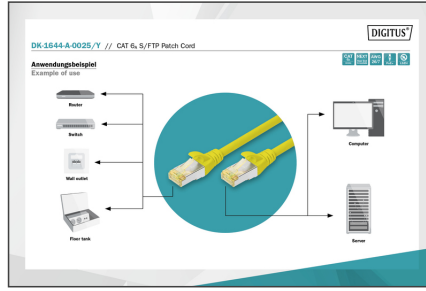 DIGITUS®
DK-1644-A-0025/Y // CAT 6A S/FTP Patch Cord
Anwendungsbeispiel
Example of use
Router
Switch
Wall outlet
Floor tank
Computer
Server